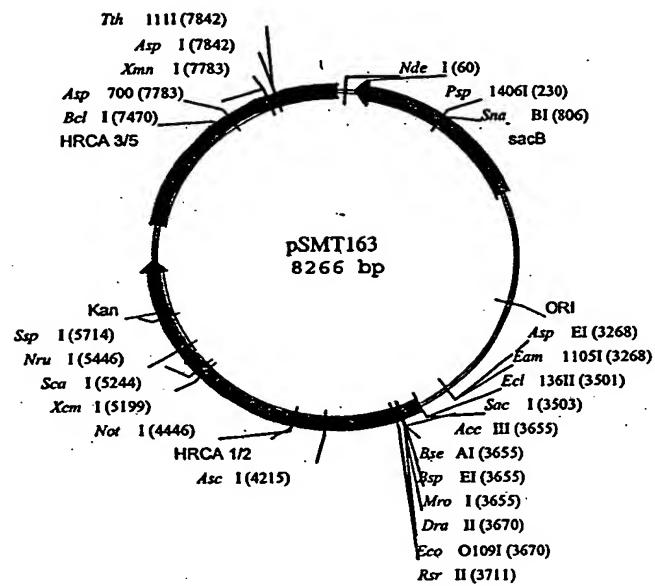 Tth 111I (7842)
Asp I (7842)
Xmn I (7783)
Asp 700 (7783)
Bcl I (7470)
HRCA 3/5
Nde I (60)
Psp 1406I (230)
Sna BI (806)
sacB
pSMT163
8266 bp
ORI
Asp EI (3268)
Eam 1105I (3268)
Ecl 136II (3501)
Sac I (3503)
Acc III (3655)
Bse AI (3655)
Bsp EI (3655)
Mro I (3655)
Dra II (3670)
Eco O109I (3670)
Rsr II (3711)
Kan
Ssp I (5714)
Nru I (5446)
Sca I (5244)
Xcm I (5199)
Not I (4446)
HRCA 1/2
Asc I (4215)